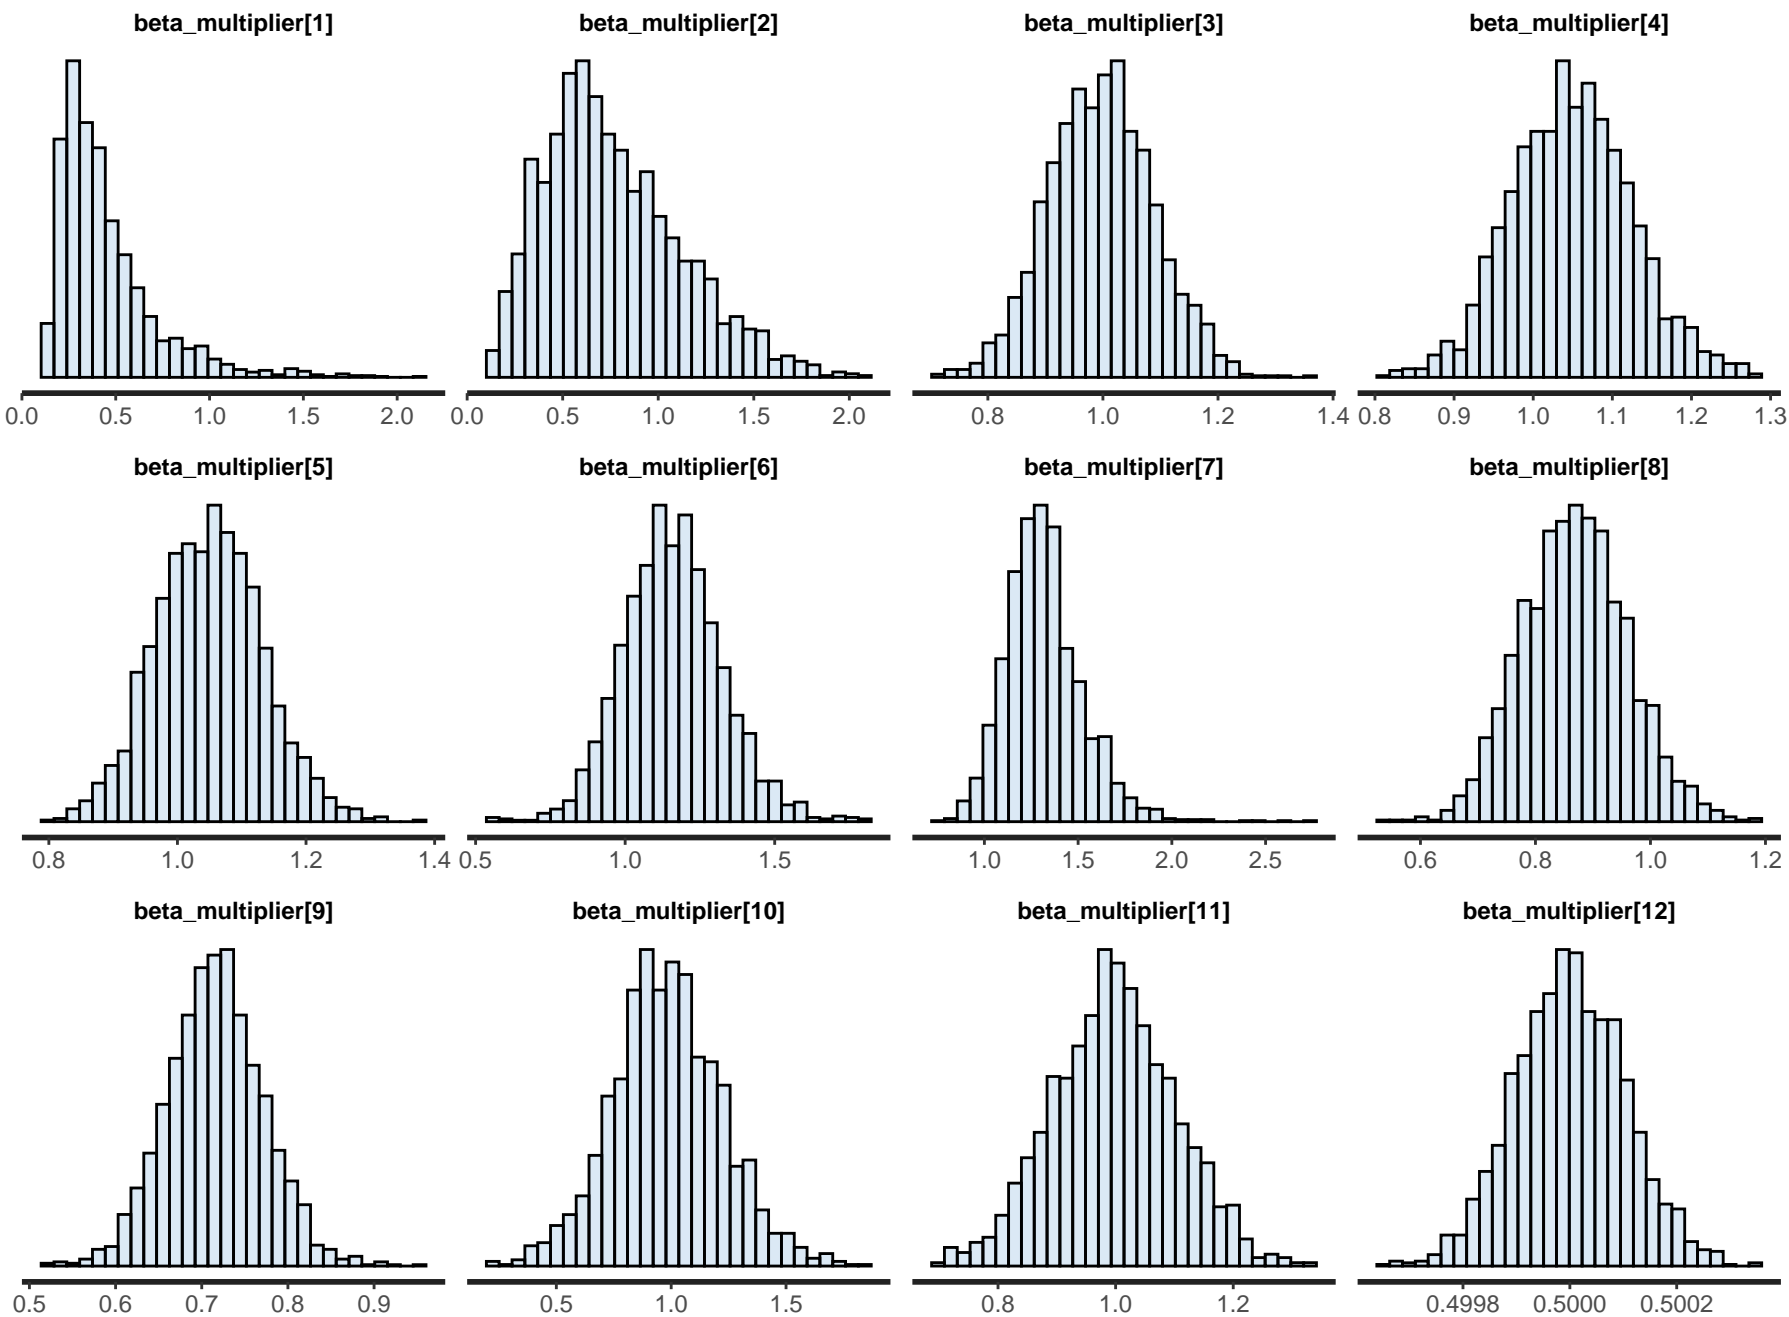 beta_multiplier[1] beta_multiplier[2] beta_multiplier[3] beta_multiplier[4]
0.0 0.5 1.0 1.5 2.0 0.0 0.5 1.0 1.5 2.0 0.8 1.0 1.2 1.4 0.8 0.9 1.0 1.1 1.2 1.3
beta_multiplier[5] beta_multiplier[6] beta_multiplier[7] beta_multiplier[8]
0.8 1.0 1.2 1.4 0.5 1.0 1.5 1.0 1.5 2.0 2.5 0.6 0.8 1.0 1.2
beta_multiplier[9] beta_multiplier[10] beta_multiplier[11] beta_multiplier[12]
0.5 0.6 0.7 0.8 0.9 0.5 1.0 1.5 0.8 1.0 1.2 0.4998 0.5000 0.5002